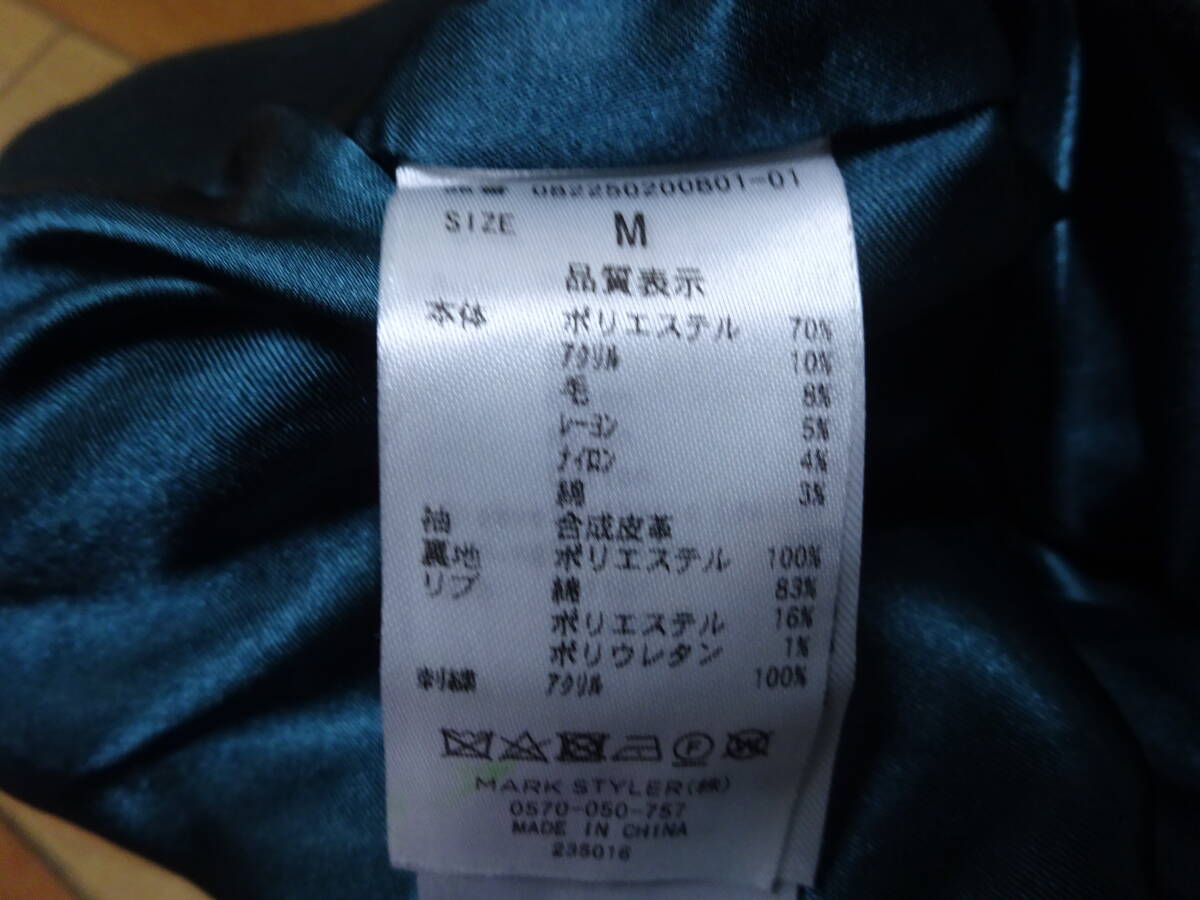 082250200801-01
SIZE M
品質表示
本体 ポリエステル 70%
アクリル 10%
毛 8%
レーヨン 5%
ナイロン 4%
綿 3%
袖 合成皮革
裏地 ポリエステル 100%
リブ 綿 83%
ポリエステル 16%
ポリウレタン 1%
刺繍 アクリル 100%
F W
MARK STYLER(株)
0570-050-757
MADE IN CHINA
235016